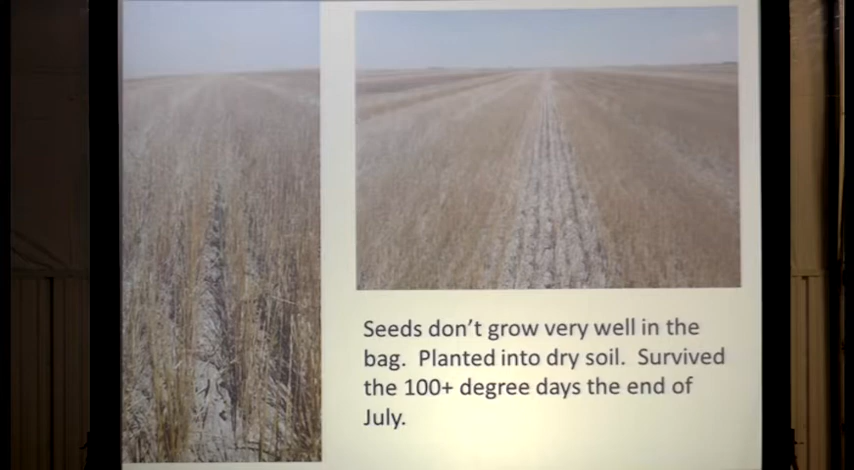 Seeds don't grow very well in the
bag.  Planted into dry soil.  Survived
the 100+ degree days the end of
July.